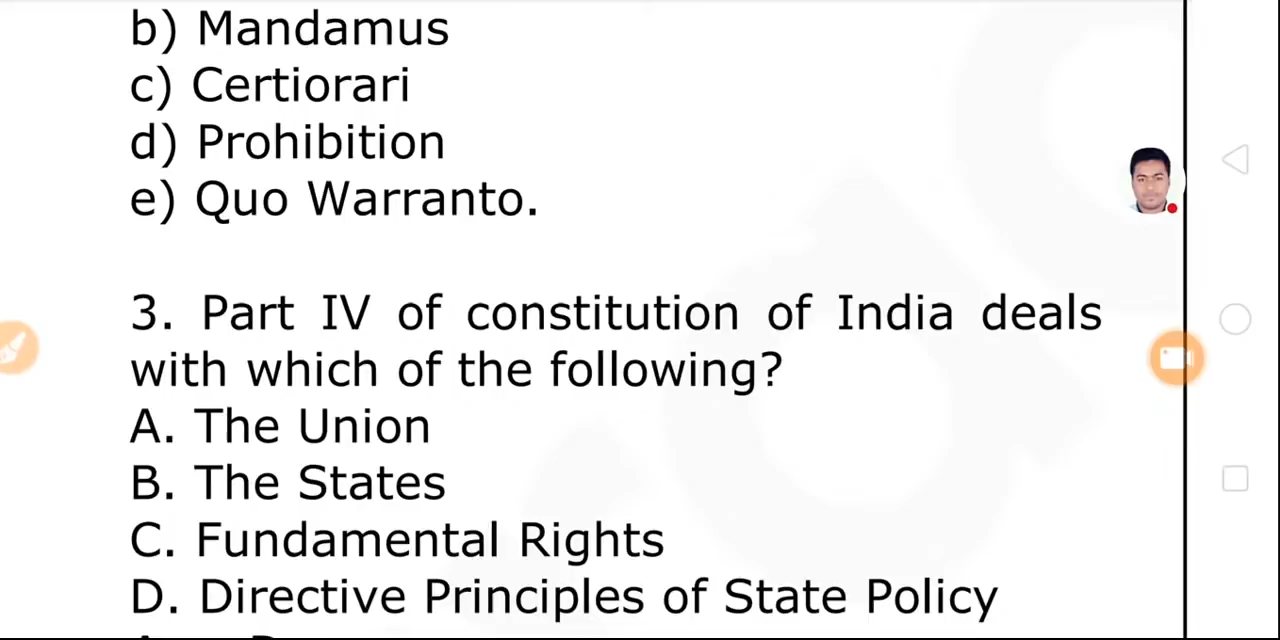 b) Mandamus
c) Certiorari
d) Prohibition
e) Quo Warranto.
3. Part IV of constitution of India deals
with which of the following?
A. The Union
B. The States
C. Fundamental Rights
D. Directive Principles of State Policy